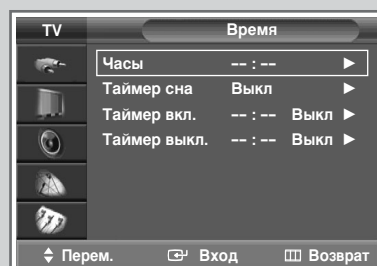 TV Время
Часы -- : -- ►
Таймер сна Выкл ►
Таймер вкл. -- : -- Выкл ►
Таймер выкл. -- : -- Выкл ►
Перем. Вход Возврат